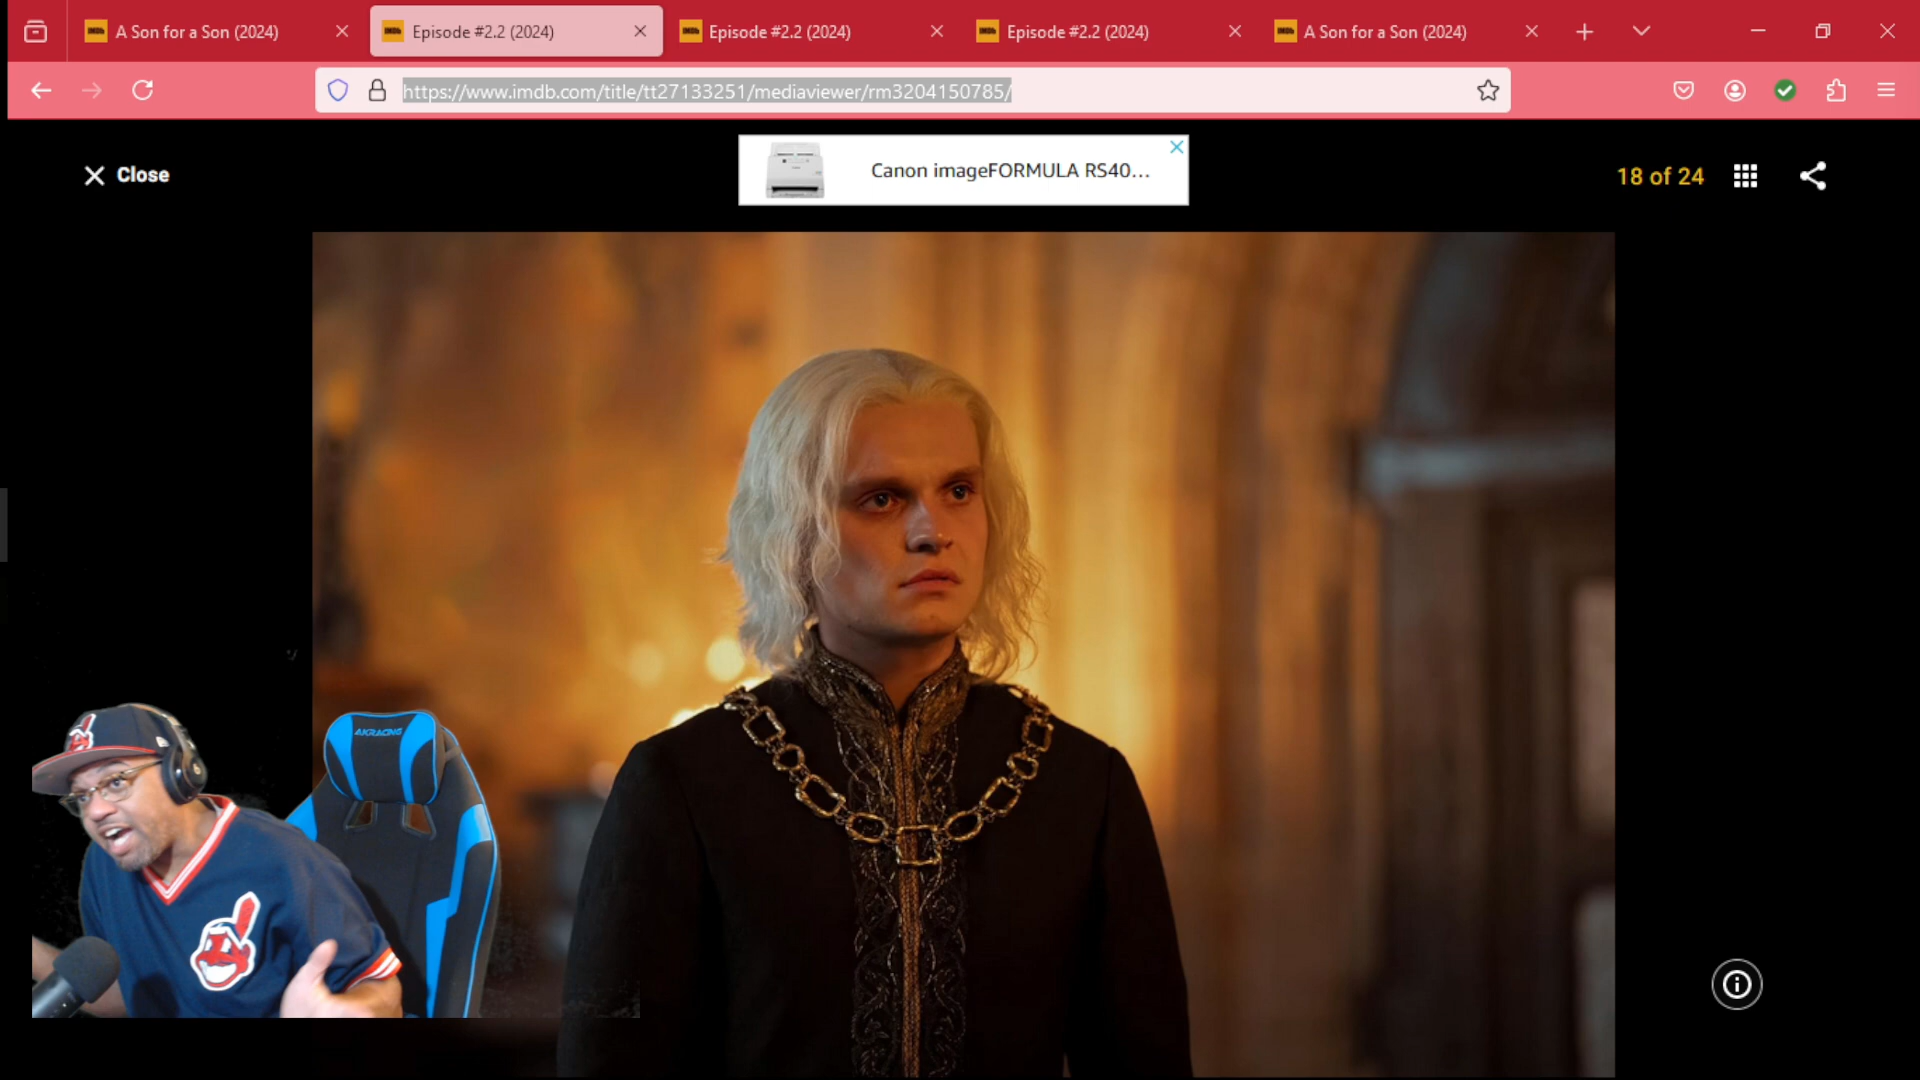 A Son for a Son (2024)
Episode #2.2 (2024)
Episode #2.2 (2024)
Episode #2.2 (2024)
A Son for a Son (2024)
https://www.imdb.com/title/tt27133251/mediaviewer/rm3204150785/
Close
Canon imageFORMULA RS40...
18 of 24
AKRACING